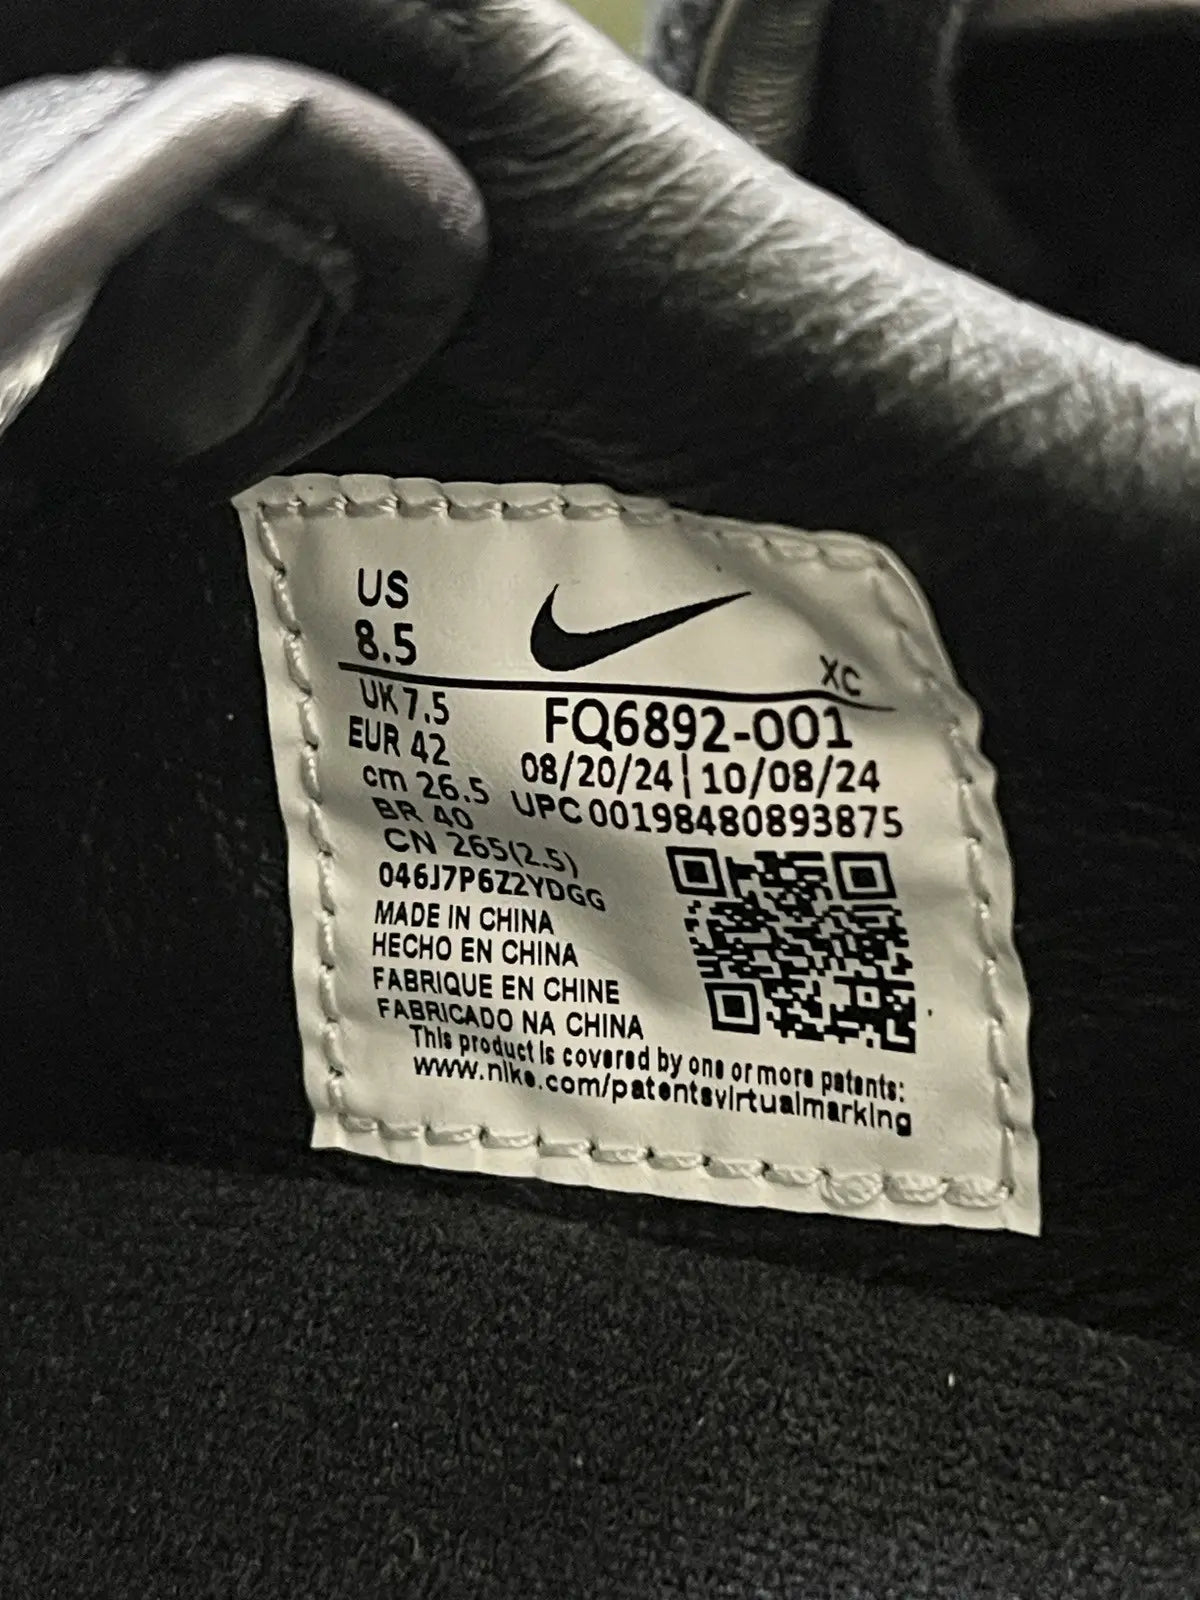 US
8.5
XC
UK 7.5
EUR 42
cm 26.5
BR 40
CN 265(2.5)
FQ6892-001
08/20/24|10/08/24
UPC 00198480893875
046J7P6Z2YDGG
MADE IN CHINA
HECHO EN CHINA
FABRIQUE EN CHINE
FABRICADO NA CHINA
This product is covered by one or more patents:
www.nike.com/patentsvirtualmarking